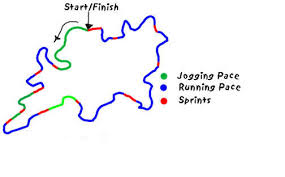 Start/Finish
Jogging Pace
Running Pace
Sprints